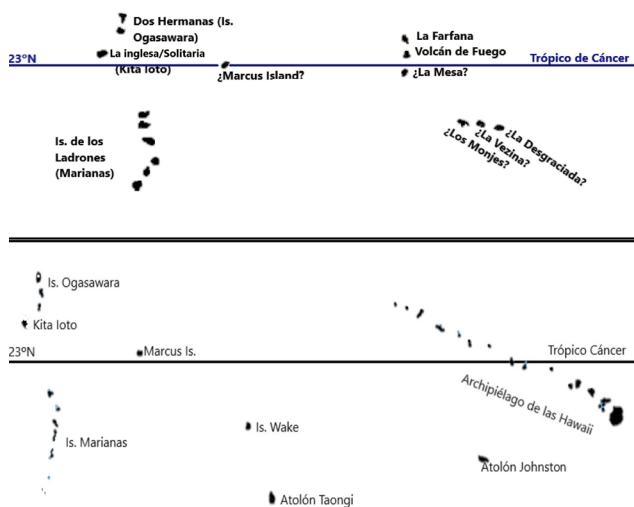 Dos Hermanas (Is.
Ogasawara)
La inglesa/Solitaria
(Kita Ioto)
La Farfana
Volcán de Fuego
23ºN
Trópico de Cáncer
¿Marcus Island?
¿La Mesa?
Is. de los
Ladrones
(Marianas)
¿Los Monjes?
¿La Vezina?
¿La Desgraciada?
Is. Ogasawara
Kita Ioto
23ºN
Marcus Is.
Trópico Cáncer
Archipiélago de las Hawaii
Is. Marianas
Is. Wake
Atolón Johnston
Atolón Taongi